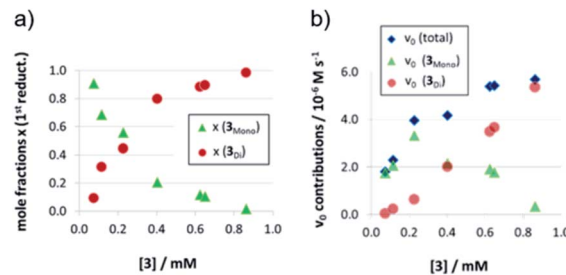 a)
mole fractions x (1st reduct.)
1.0
0.8
0.6
0.4
0.2
0.0
x (3Mono)
x (3Di)
0.0 0.2 0.4 0.6 0.8 1.0
[3] / mM
b)
v0 (total)
v0 (3Mono)
v0 (3Di)
v0 contributions / 10-6 M s-1
6.0
4.0
2.0
0.0
0.0 0.2 0.4 0.6 0.8 1.0
[3] / mM